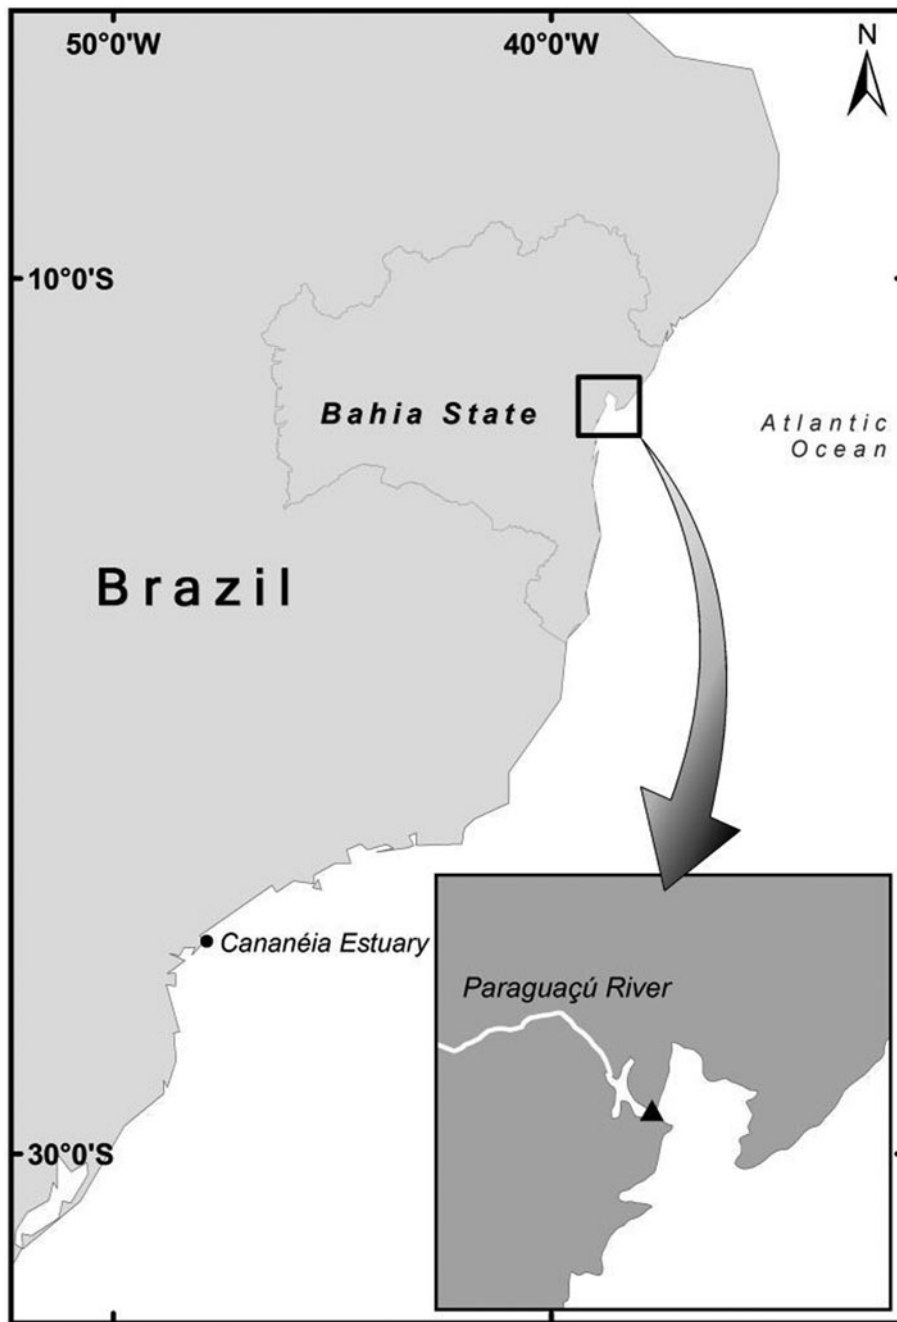 50°0'W
40°0'W
N
10°0'S
Bahia State
Atlantic
Ocean
Brazil
Cananéia Estuary
Paraguaçú River
30°0'S